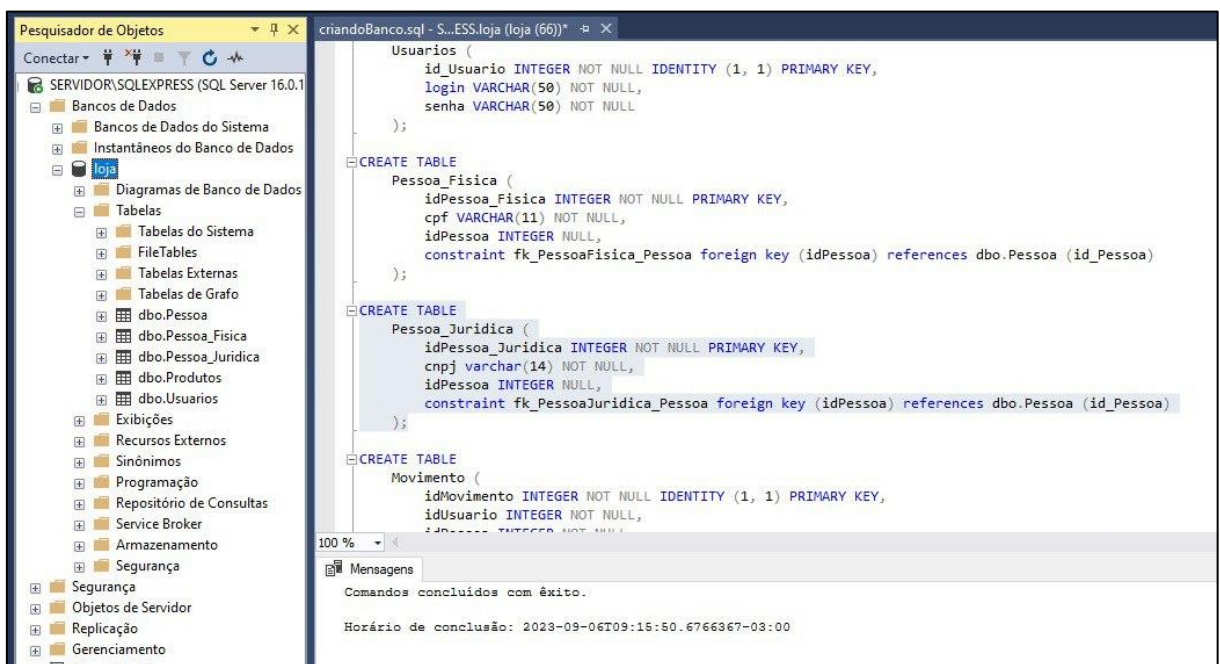 Pesquisador de Objetos
Conectar
SERVIDOR\SQLEXPRESS (SQL Server 16.0.1
Bancos de Dados
Bancos de Dados do Sistema
Instantâneos do Banco de Dados
loja
Diagramas de Banco de Dados
Tabelas
Tabelas do Sistema
FileTables
Tabelas Externas
Tabelas de Grafo
dbo.Pessoa
dbo.Pessoa_Fisica
dbo.Pessoa_Juridica
dbo.Produtos
dbo.Usuarios
Exibições
Recursos Externos
Sinônimos
Programação
Repositório de Consultas
Service Broker
Armazenamento
Segurança
Segurança
Objetos de Servidor
Replicação
Gerenciamento
criandoBanco.sql - S...ESS.loja (loja (66))*
Usuarios (
id_Usuario INTEGER NOT NULL IDENTITY (1, 1) PRIMARY KEY,
login VARCHAR(50) NOT NULL,
senha VARCHAR(50) NOT NULL
);
CREATE TABLE
Pessoa_Fisica (
idPessoa_Fisica INTEGER NOT NULL PRIMARY KEY,
cpf VARCHAR(11) NOT NULL,
idPessoa INTEGER NULL,
constraint fk_PessoaFisica_Pessoa foreign key (idPessoa) references dbo.Pessoa (id_Pessoa)
);
CREATE TABLE
Pessoa_Juridica (
idPessoa_Juridica INTEGER NOT NULL PRIMARY KEY,
cnpj varchar(14) NOT NULL,
idPessoa INTEGER NULL,
constraint fk_PessoaJuridica_Pessoa foreign key (idPessoa) references dbo.Pessoa (id_Pessoa)
);
CREATE TABLE
Movimento (
idMovimento INTEGER NOT NULL IDENTITY (1, 1) PRIMARY KEY,
idUsuario INTEGER NOT NULL,
idPessoa INTEGER NOT NULL,
100 %
Mensagens
Comandos concluídos com êxito.
Horário de conclusão: 2023-09-06T09:15:50.6766367-03:00